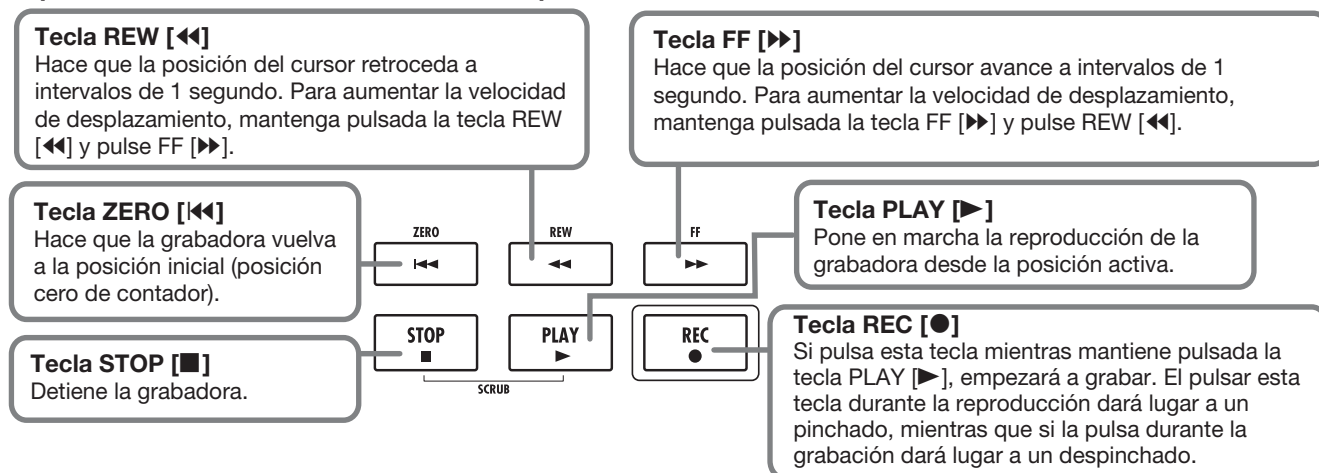 Tecla REW [◀◀]
Hace que la posición del cursor retroceda a
intervalos de 1 segundo. Para aumentar la velocidad
de desplazamiento, mantenga pulsada la tecla REW
[◀◀] y pulse FF [▶▶].
Tecla FF [▶▶]
Hace que la posición del cursor avance a intervalos de 1
segundo. Para aumentar la velocidad de desplazamiento,
mantenga pulsada la tecla FF [▶▶] y pulse REW [◀◀].
Tecla ZERO [|◀◀]
Hace que la grabadora vuelva
a la posición inicial (posición
cero de contador).
ZERO
REW
FF
|◀◀
◀◀
▶▶
Tecla PLAY [▶]
Pone en marcha la reproducción de la
grabadora desde la posición activa.
Tecla STOP [■]
Detiene la grabadora.
STOP
■
PLAY
▶
REC
●
SCRUB
Tecla REC [●]
Si pulsa esta tecla mientras mantiene pulsada la
tecla PLAY [▶], empezará a grabar. El pulsar esta
tecla durante la reproducción dará lugar a un
pinchado, mientras que si la pulsa durante la
grabación dará lugar a un despinchado.